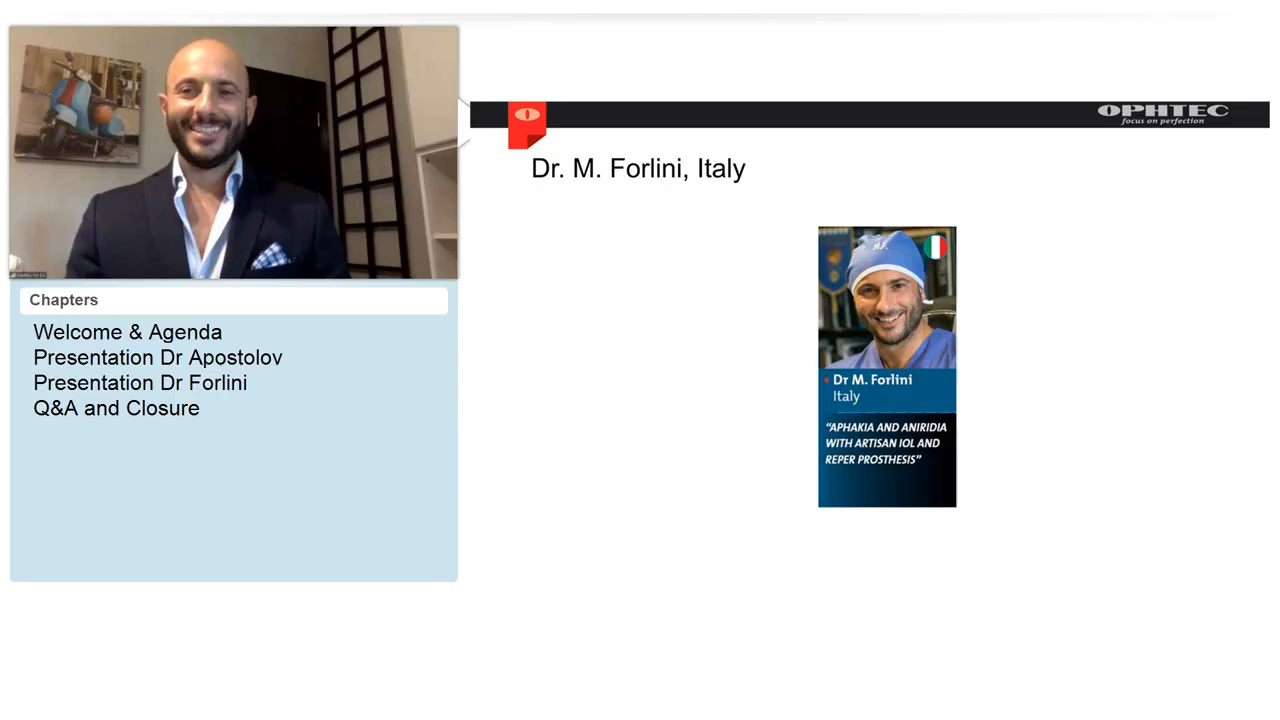 OPHTEC
focus on perfection
Dr. M. Forlini, Italy
Chapters
Welcome & Agenda
Presentation Dr Apostolov
Presentation Dr Forlini
Q&A and Closure
M.F.
Dr M. Forlini
Italy
"APHAKIA AND ANIRIDIA
WITH ARTISAN IOL AND
REPER PROSTHESIS"